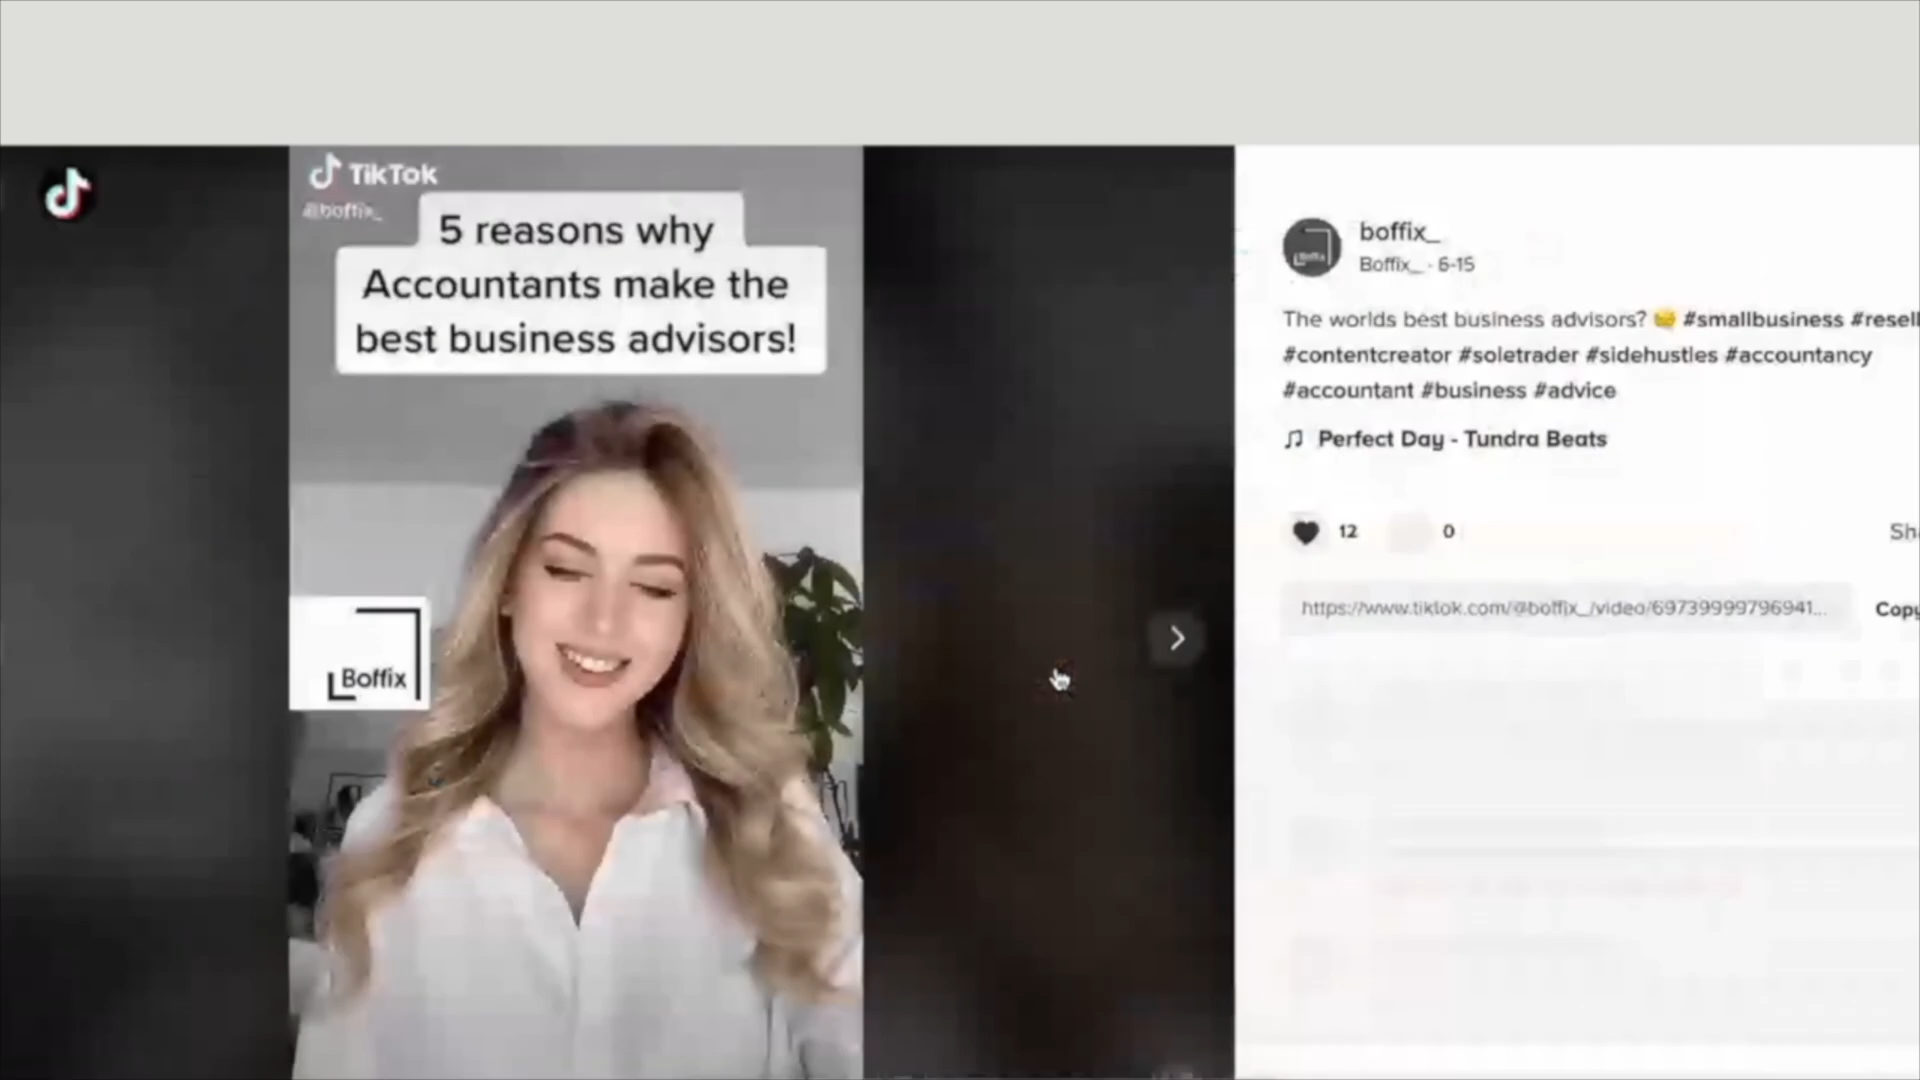 TikTok
@boffix_
5 reasons why
Accountants make the
best business advisors!
Boffix
boffix_
Boffix_ · 6-15
The worlds best business advisors? #smallbusiness
#contentcreator #soletrader #sidehustles #accountancy
#accountant #business #advice
Perfect Day - Tundra Beats
12
0
https://www.tiktok.com/@boffix_/video/69739999796941...